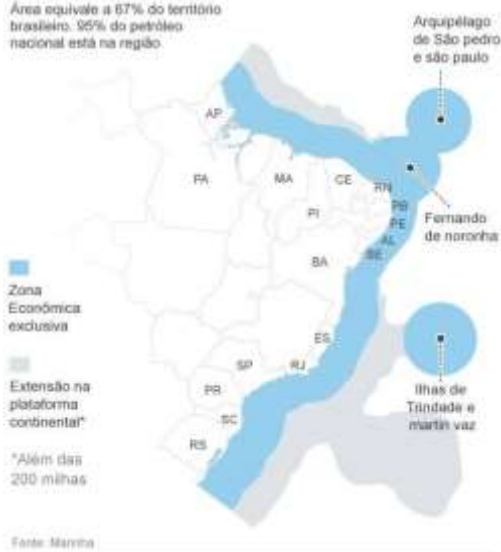 Área equivale a 67% do território
brasileiro. 95% do petróleo
nacional está na região
Arquipélago
de São pedro
e são paulo
AP
PA
MA
CE
RN
PB
PE
AL
SE
PI
BA
Fernando
de noronha
Zona
Econômica
exclusiva
ES
SP
RJ
PR
SC
RS
Extensão na
plataforma
continental*
*Além das
200 milhas
Ilhas de
Trindade e
martin vaz
Fonte: Marinha